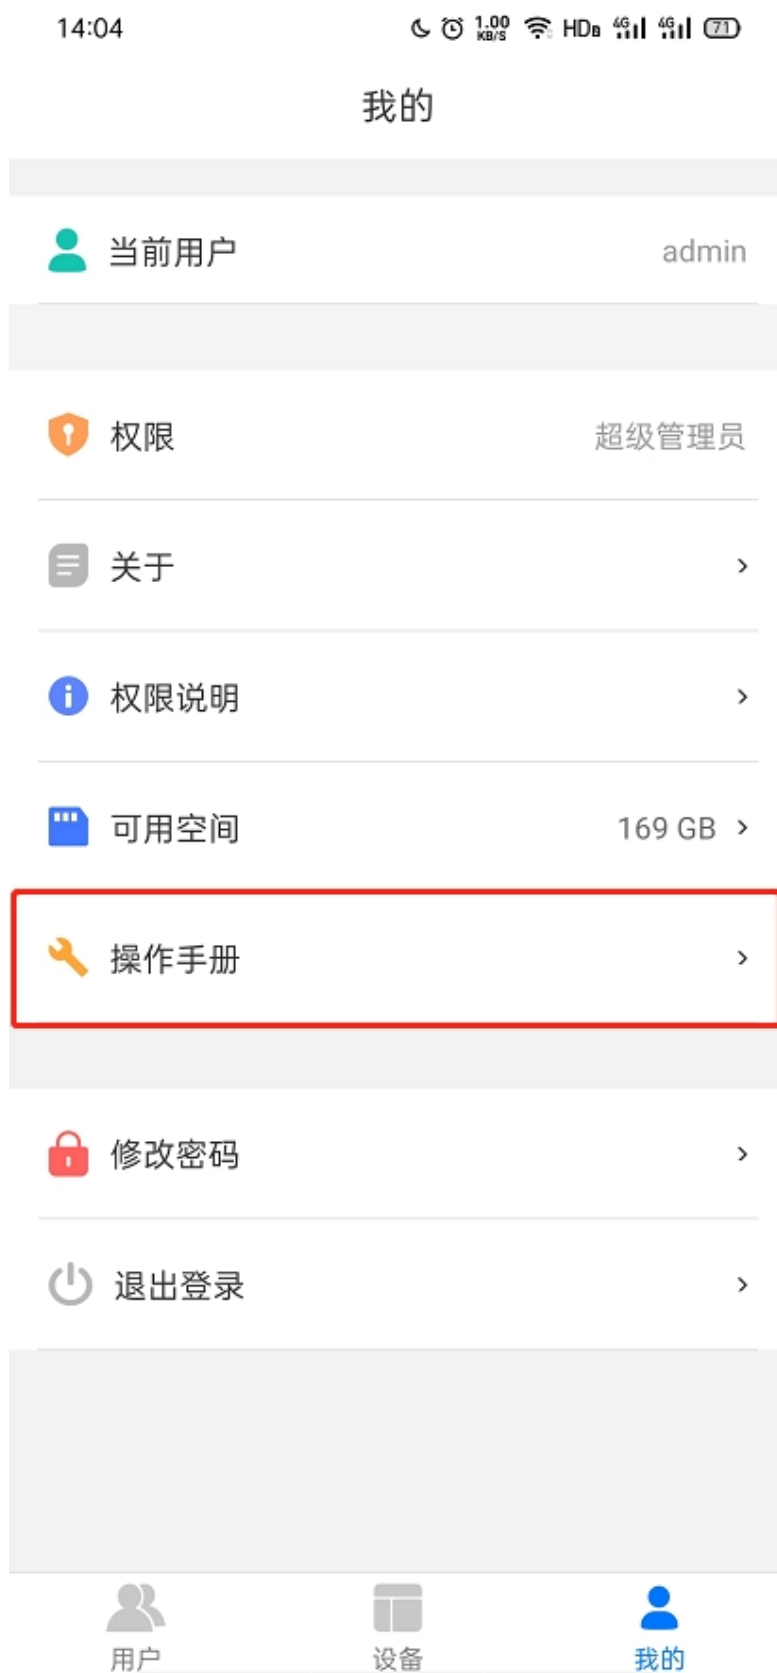 14:04 1.00 KB/S HDB 4G 4G 71
我的
当前用户 admin
权限 超级管理员
关于
权限说明
可用空间 169 GB
操作手册
修改密码
退出登录
用户 设备 我的